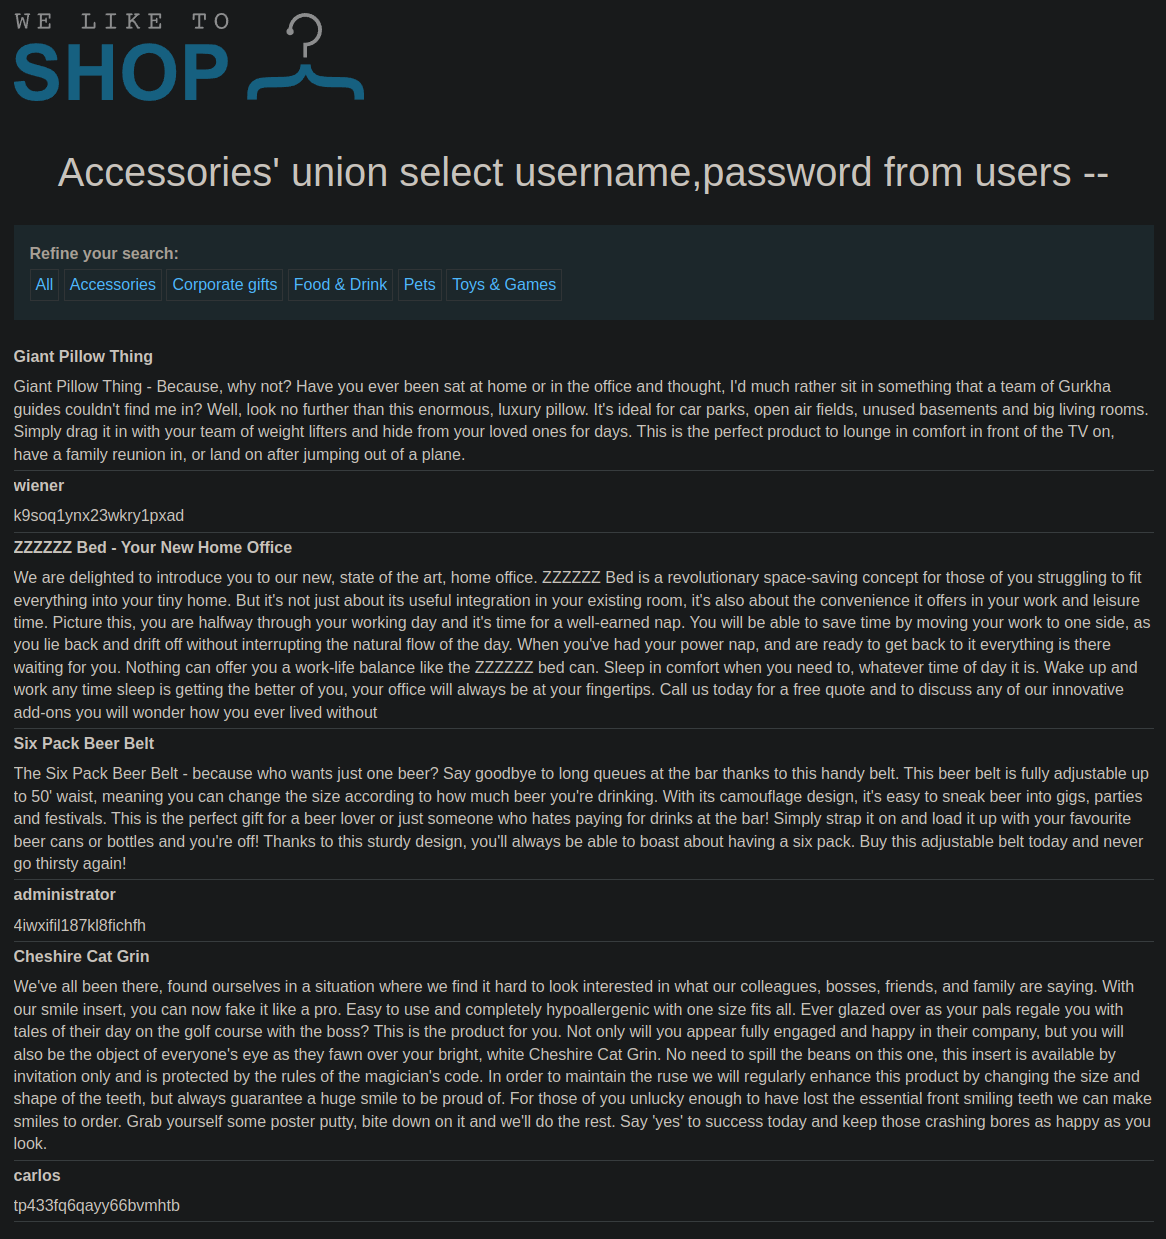 WE LIKE TO
SHOP
Accessories' union select username,password from users --
Refine your search:
All Accessories Corporate gifts Food & Drink Pets Toys & Games
Giant Pillow Thing
Giant Pillow Thing - Because, why not? Have you ever been sat at home or in the office and thought, I'd much rather sit in something that a team of Gurkha
guides couldn't find me in? Well, look no further than this enormous, luxury pillow. It's ideal for car parks, open air fields, unused basements and big living rooms.
Simply drag it in with your team of weight lifters and hide from your loved ones for days. This is the perfect product to lounge in comfort in front of the TV on,
have a family reunion in, or land on after jumping out of a plane.
wiener
k9soq1ynx23wkry1pxad
ZZZZZZ Bed - Your New Home Office
We are delighted to introduce you to our new, state of the art, home office. ZZZZZZ Bed is a revolutionary space-saving concept for those of you struggling to fit
everything into your tiny home. But it's not just about its useful integration in your existing room, it's also about the convenience it offers in your work and leisure
time. Picture this, you are halfway through your working day and it's time for a well-earned nap. You will be able to save time by moving your work to one side, as
you lie back and drift off without interrupting the natural flow of the day. When you've had your power nap, and are ready to get back to it everything is there
waiting for you. Nothing can offer you a work-life balance like the ZZZZZZ bed can. Sleep in comfort when you need to, whatever time of day it is. Wake up and
work any time sleep is getting the better of you, your office will always be at your fingertips. Call us today for a free quote and to discuss any of our innovative
add-ons you will wonder how you ever lived without
Six Pack Beer Belt
The Six Pack Beer Belt - because who wants just one beer? Say goodbye to long queues at the bar thanks to this handy belt. This beer belt is fully adjustable up
to 50' waist, meaning you can change the size according to how much beer you're drinking. With its camouflage design, it's easy to sneak beer into gigs, parties
and festivals. This is the perfect gift for a beer lover or just someone who hates paying for drinks at the bar! Simply strap it on and load it up with your favourite
beer cans or bottles and you're off! Thanks to this sturdy design, you'll always be able to boast about having a six pack. Buy this adjustable belt today and never
go thirsty again!
administrator
4iwxifil187kl8fichfh
Cheshire Cat Grin
We've all been there, found ourselves in a situation where we find it hard to look interested in what our colleagues, bosses, friends, and family are saying. With
our smile insert, you can now fake it like a pro. Easy to use and completely hypoallergenic with one size fits all. Ever glazed over as your pals regale you with
tales of their day on the golf course with the boss? This is the product for you. Not only will you appear fully engaged and happy in their company, but you will
also be the object of everyone's eye as they fawn over your bright, white Cheshire Cat Grin. No need to spill the beans on this one, this insert is available by
invitation only and is protected by the rules of the magician's code. In order to maintain the ruse we will regularly enhance this product by changing the size and
shape of the teeth, but always guarantee a huge smile to be proud of. For those of you unlucky enough to have lost the essential front smiling teeth we can make
smiles to order. Grab yourself some poster putty, bite down on it and we'll do the rest. Say 'yes' to success today and keep those crashing bores as happy as you
look.
carlos
tp433fq6qayy66bvmhtb